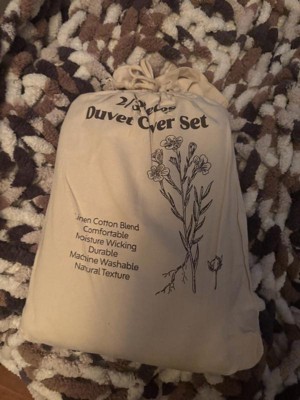 Duvet Cover Set
Linen Cotton Blend
Comfortable
Moisture Wicking
Durable
Machine Washable
Natural Texture